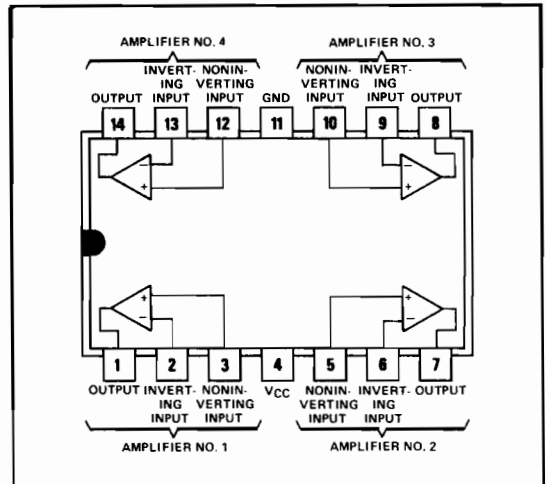 AMPLIFIER NO. 4 AMPLIFIER NO. 3
INVERT- NONIN- NONIN- INVERT-
ING VERTING VERTING ING
OUTPUT INPUT INPUT GND INPUT INPUT OUTPUT
14 13 12 11 10 9 8
− −
+ +
+ +
− −
1 2 3 4 5 6 7
OUTPUT INVERT- NONIN- VCC NONIN- INVERT- OUTPUT
ING VERTING VERTING ING
INPUT INPUT INPUT INPUT
AMPLIFIER NO. 1 AMPLIFIER NO. 2